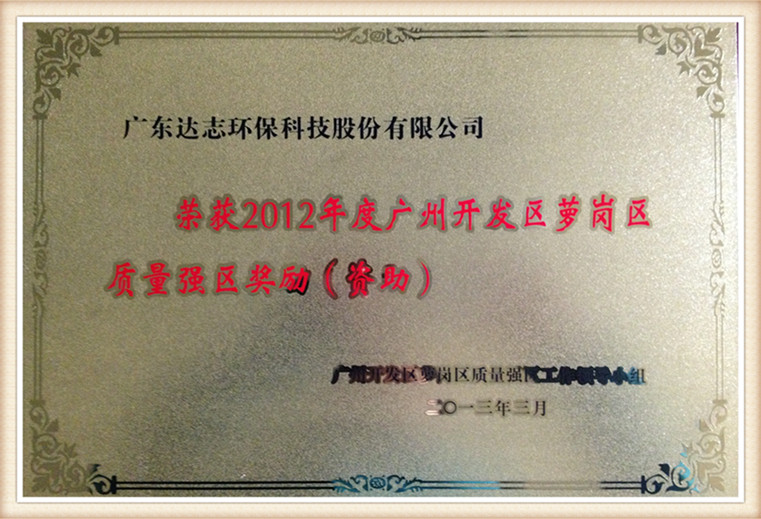 广东达志环保科技股份有限公司
荣获2012年度广州开发区萝岗区
质量强区奖励（资助）
广州开发区萝岗区质量强区工作领导小组
二〇一三年三月